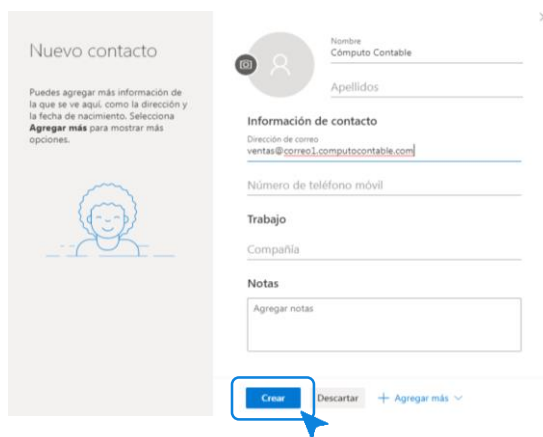 Nuevo contacto
Puedes agregar más información de
la que se ve aquí, como la dirección y
la fecha de nacimiento. Selecciona
Agregar más para mostrar más
opciones.
Nombre
Cómputo Contable
Apellidos
Información de contacto
Dirección de correo
ventas@correo1.computocontable.com
Número de teléfono móvil
Trabajo
Compañía
Notas
Agregar notas
Crear
Descartar
Agregar más